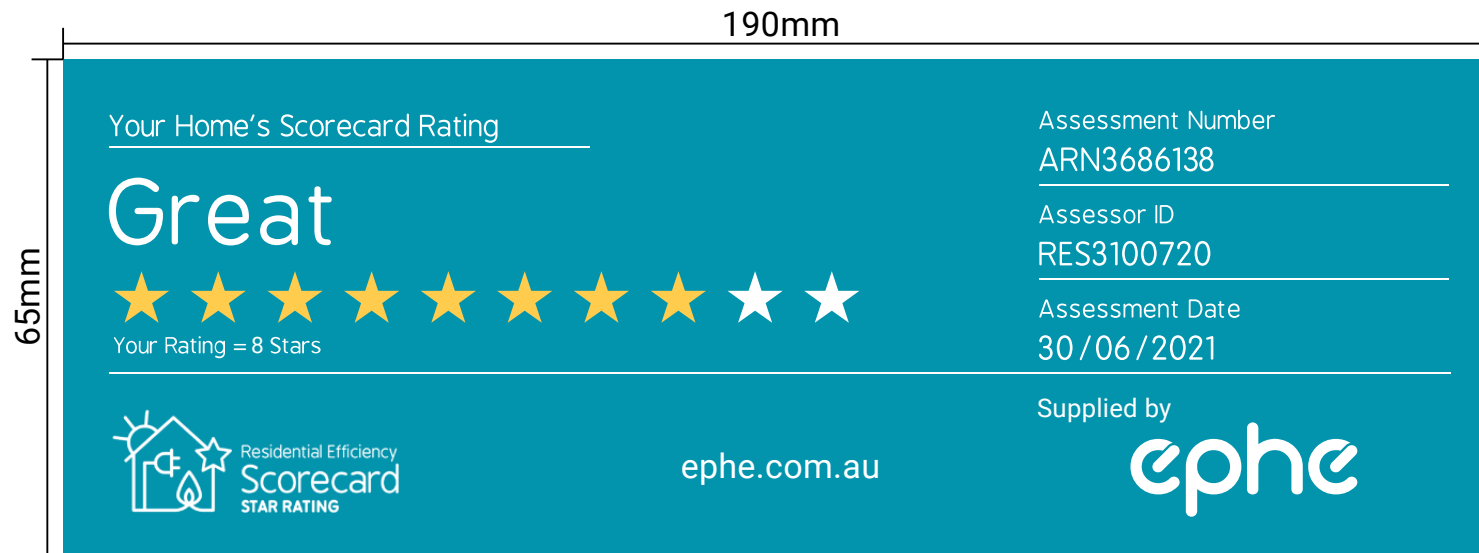 190mm
65mm
Your Home's Scorecard Rating
Great
Your Rating = 8 Stars
Assessment Number
ARN3686138
Assessor ID
RES3100720
Assessment Date
30/06/2021
Residential Efficiency
Scorecard
STAR RATING
ephe.com.au
Supplied by
ephe